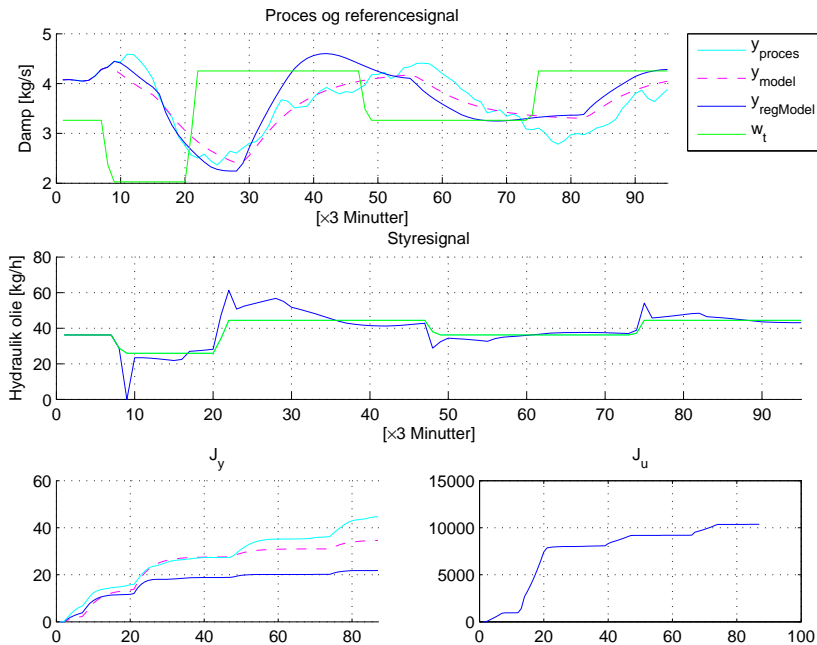 Proces og referencesignal
Damp [kg/s]
5
4
3
2
0 10 20 30 40 50 60 70 80 90
[×3 Minutter]
y_proces
y_model
y_regModel
w_t
Styresignal
Hydraulik olie [kg/h]
80
60
40
20
0
0 10 20 30 40 50 60 70 80 90
[×3 Minutter]
J_y
60
40
20
0
0 20 40 60 80
J_u
15000
10000
5000
0
0 20 40 60 80 100